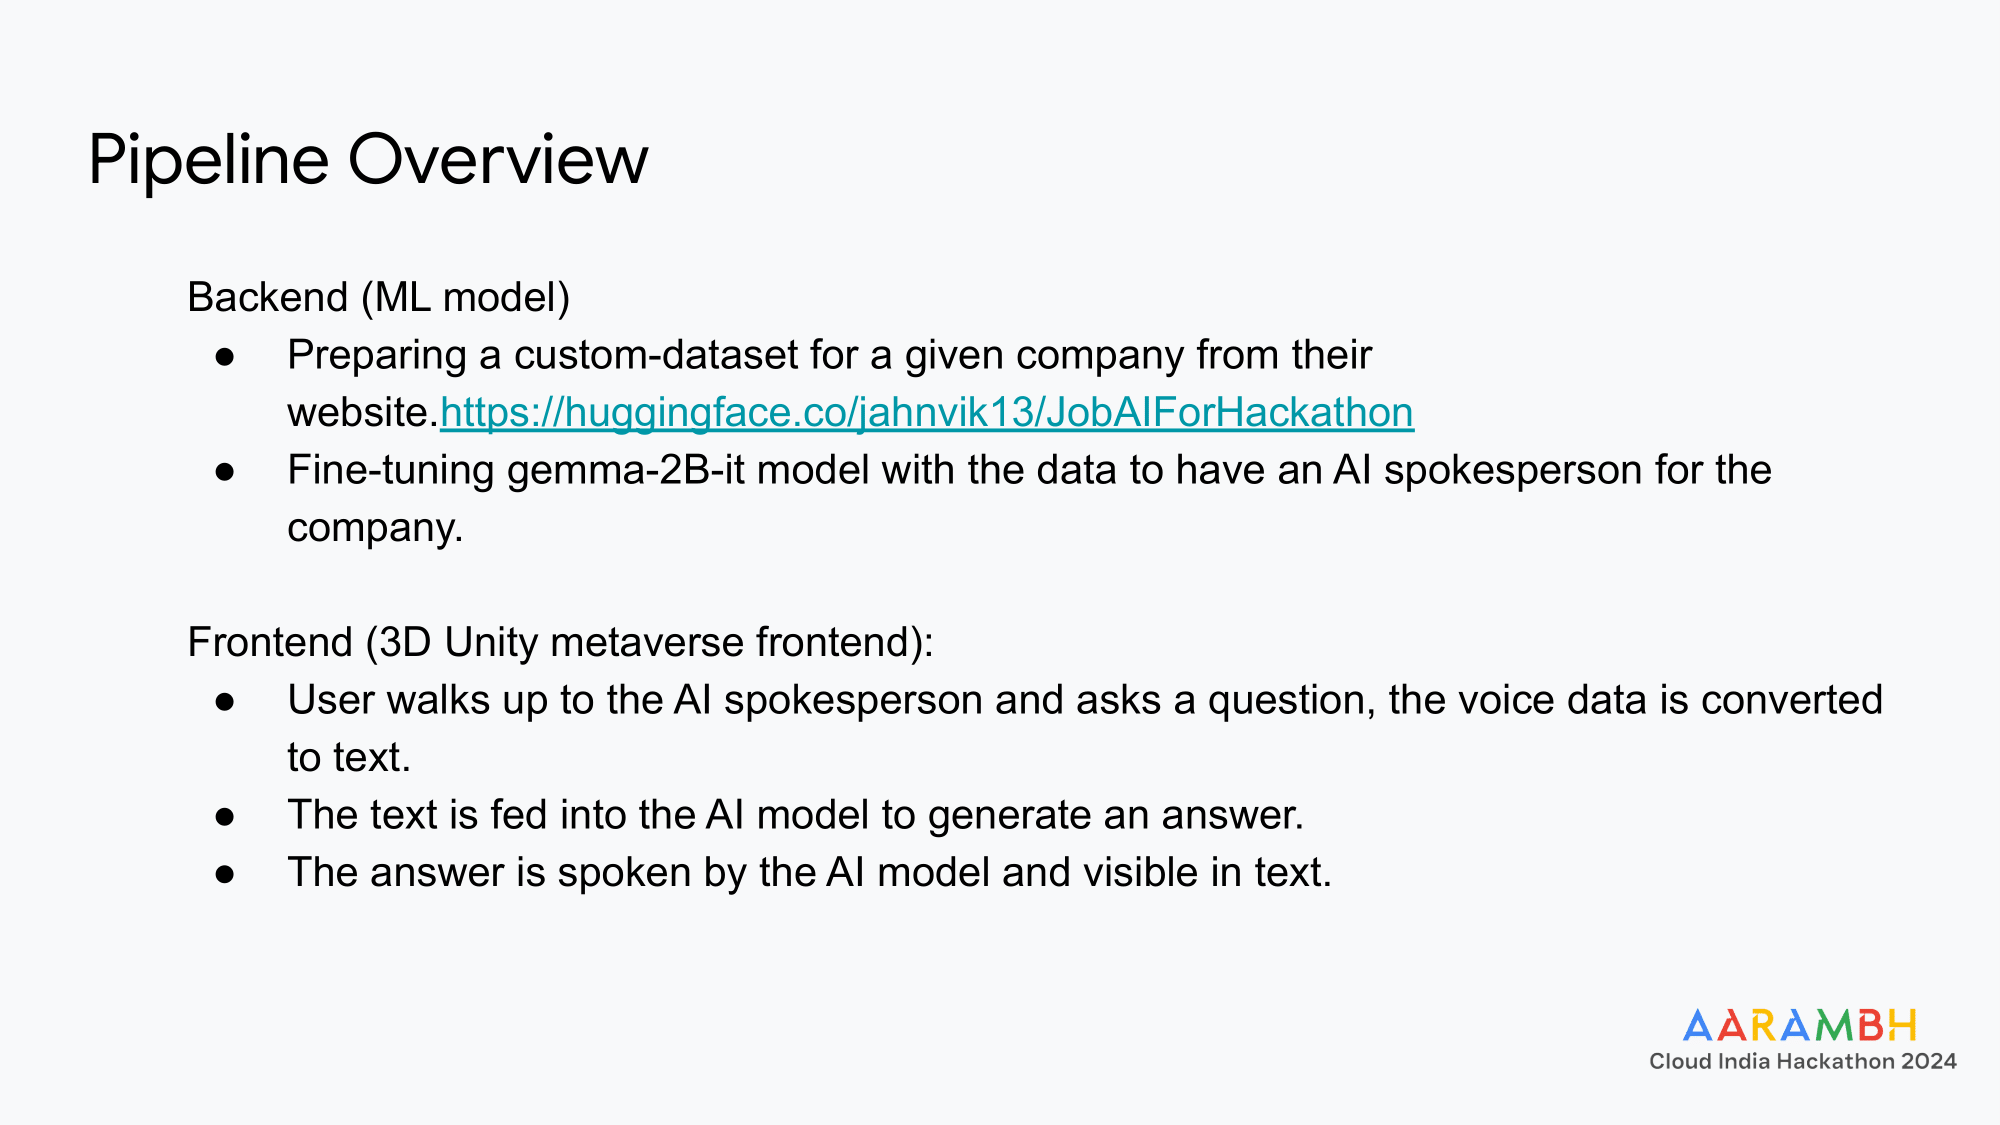 Pipeline Overview
Backend (ML model)
● Preparing a custom-dataset for a given company from their
website.https://huggingface.co/jahnvik13/JobAIForHackathon
● Fine-tuning gemma-2B-it model with the data to have an AI spokesperson for the
company.
Frontend (3D Unity metaverse frontend):
● User walks up to the AI spokesperson and asks a question, the voice data is converted
to text.
● The text is fed into the AI model to generate an answer.
● The answer is spoken by the AI model and visible in text.
AARAMBH
Cloud India Hackathon 2024